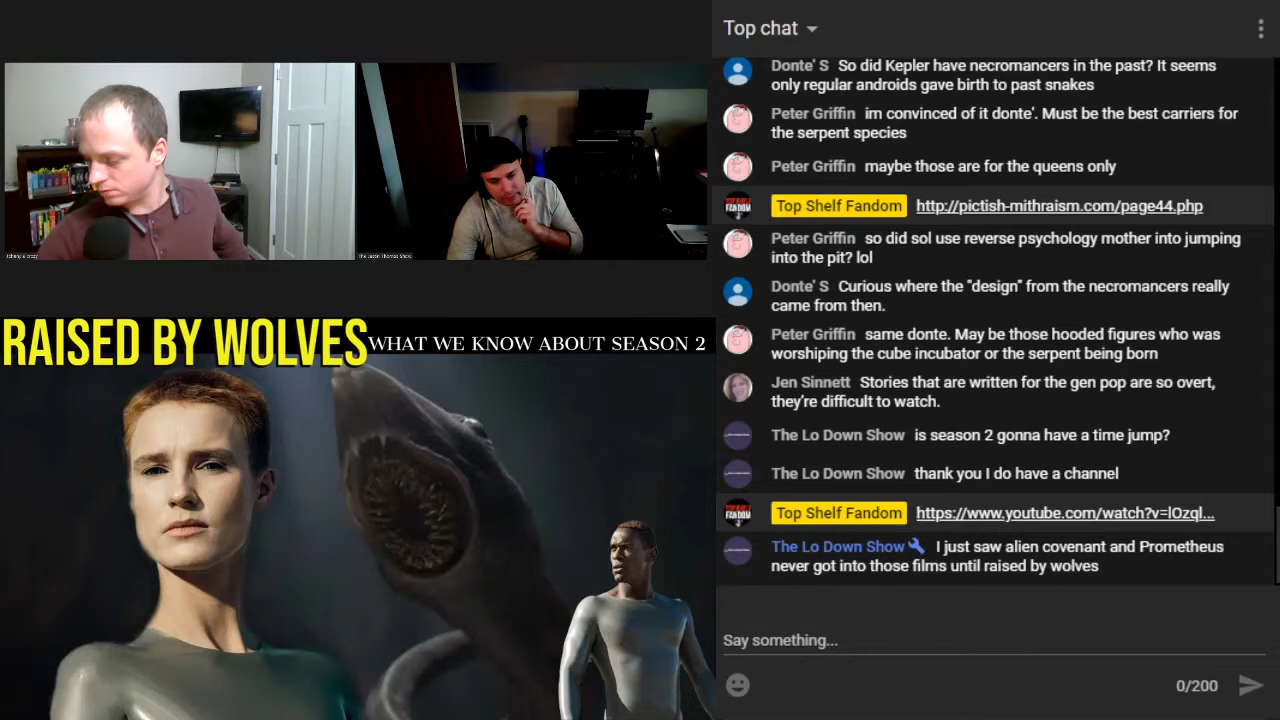 Top chat
Donte' S So did Kepler have necromancers in the past? It seems
only regular androids gave birth to past snakes
Peter Griffin im convinced of it donte'. Must be the best carriers for
the serpent species
Peter Griffin maybe those are for the queens only
Top Shelf Fandom http://pictish-mithraism.com/page44.php
Peter Griffin so did sol use reverse psychology mother into jumping
into the pit? lol
Donte' S Curious where the "design" from the necromancers really
came from then.
Peter Griffin same donte. May be those hooded figures who was
worshiping the cube incubator or the serpent being born
Jen Sinnett Stories that are written for the gen pop are so overt,
they're difficult to watch.
The Lo Down Show is season 2 gonna have a time jump?
The Lo Down Show thank you I do have a channel
Top Shelf Fandom https://www.youtube.com/watch?v=lOzql...
The Lo Down Show I just saw alien covenant and Prometheus
never got into those films until raised by wolves
Say something...
0/200
The Justin Thomas Show
RAISED BY WOLVES WHAT WE KNOW ABOUT SEASON 2